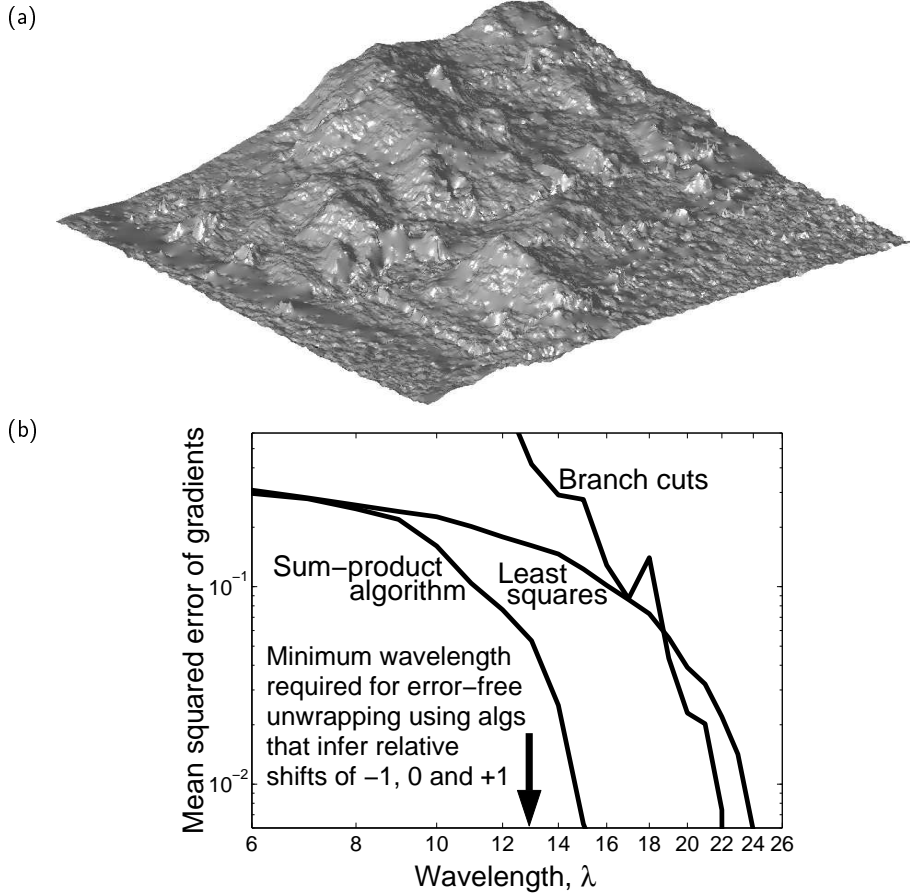 (a)
(b)
Mean squared error of gradients
10−1
10−2
Branch cuts
Sum−product
algorithm
Least
squares
Minimum wavelength
required for error−free
unwrapping using algs
that infer relative
shifts of −1, 0 and +1
6 8 10 12 14 16 18 20 22 24 26
Wavelength, λ